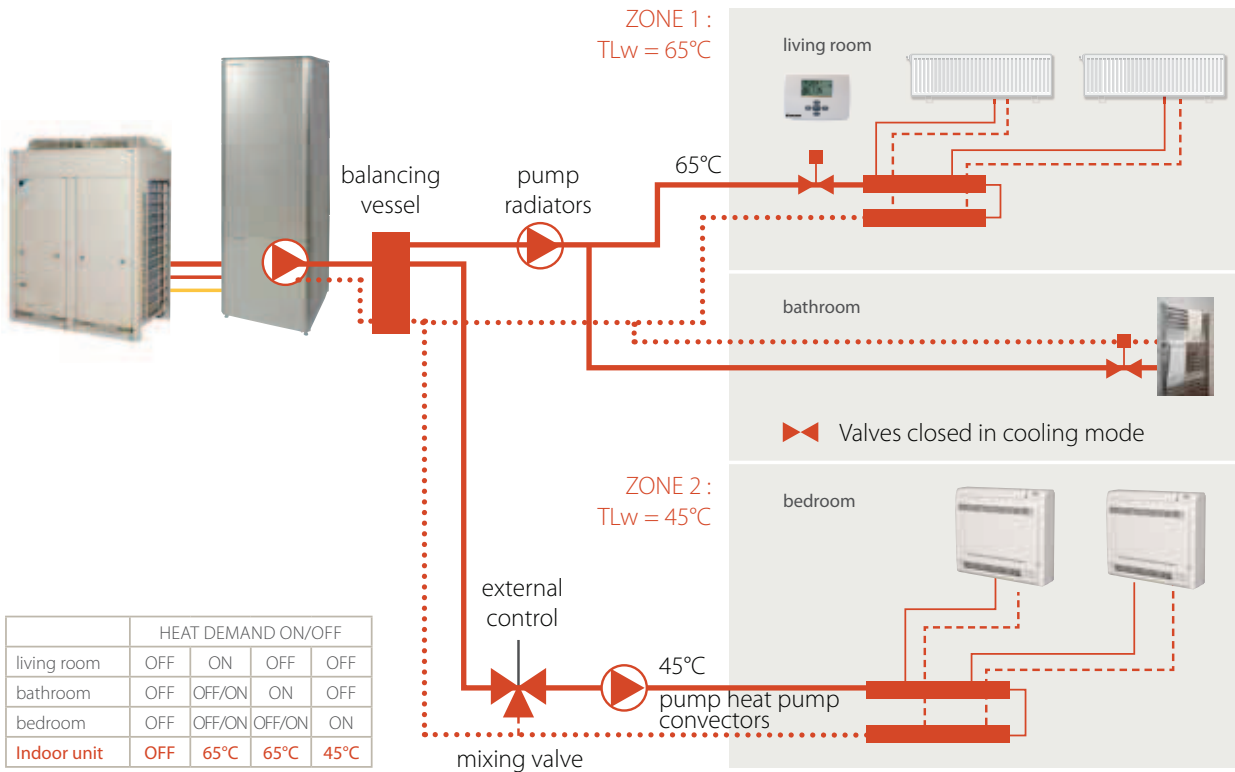 ZONE 1 :
TLw = 65°C
living room
65°C
balancing
vessel
pump
radiators
bathroom
Valves closed in cooling mode
ZONE 2 :
TLw = 45°C
bedroom
external
control
45°C
pump heat pump
convectors
mixing valve
HEAT DEMAND ON/OFF
living room OFF ON OFF OFF
bathroom OFF OFF/ON ON OFF
bedroom OFF OFF/ON OFF/ON ON
Indoor unit OFF 65°C 65°C 45°C